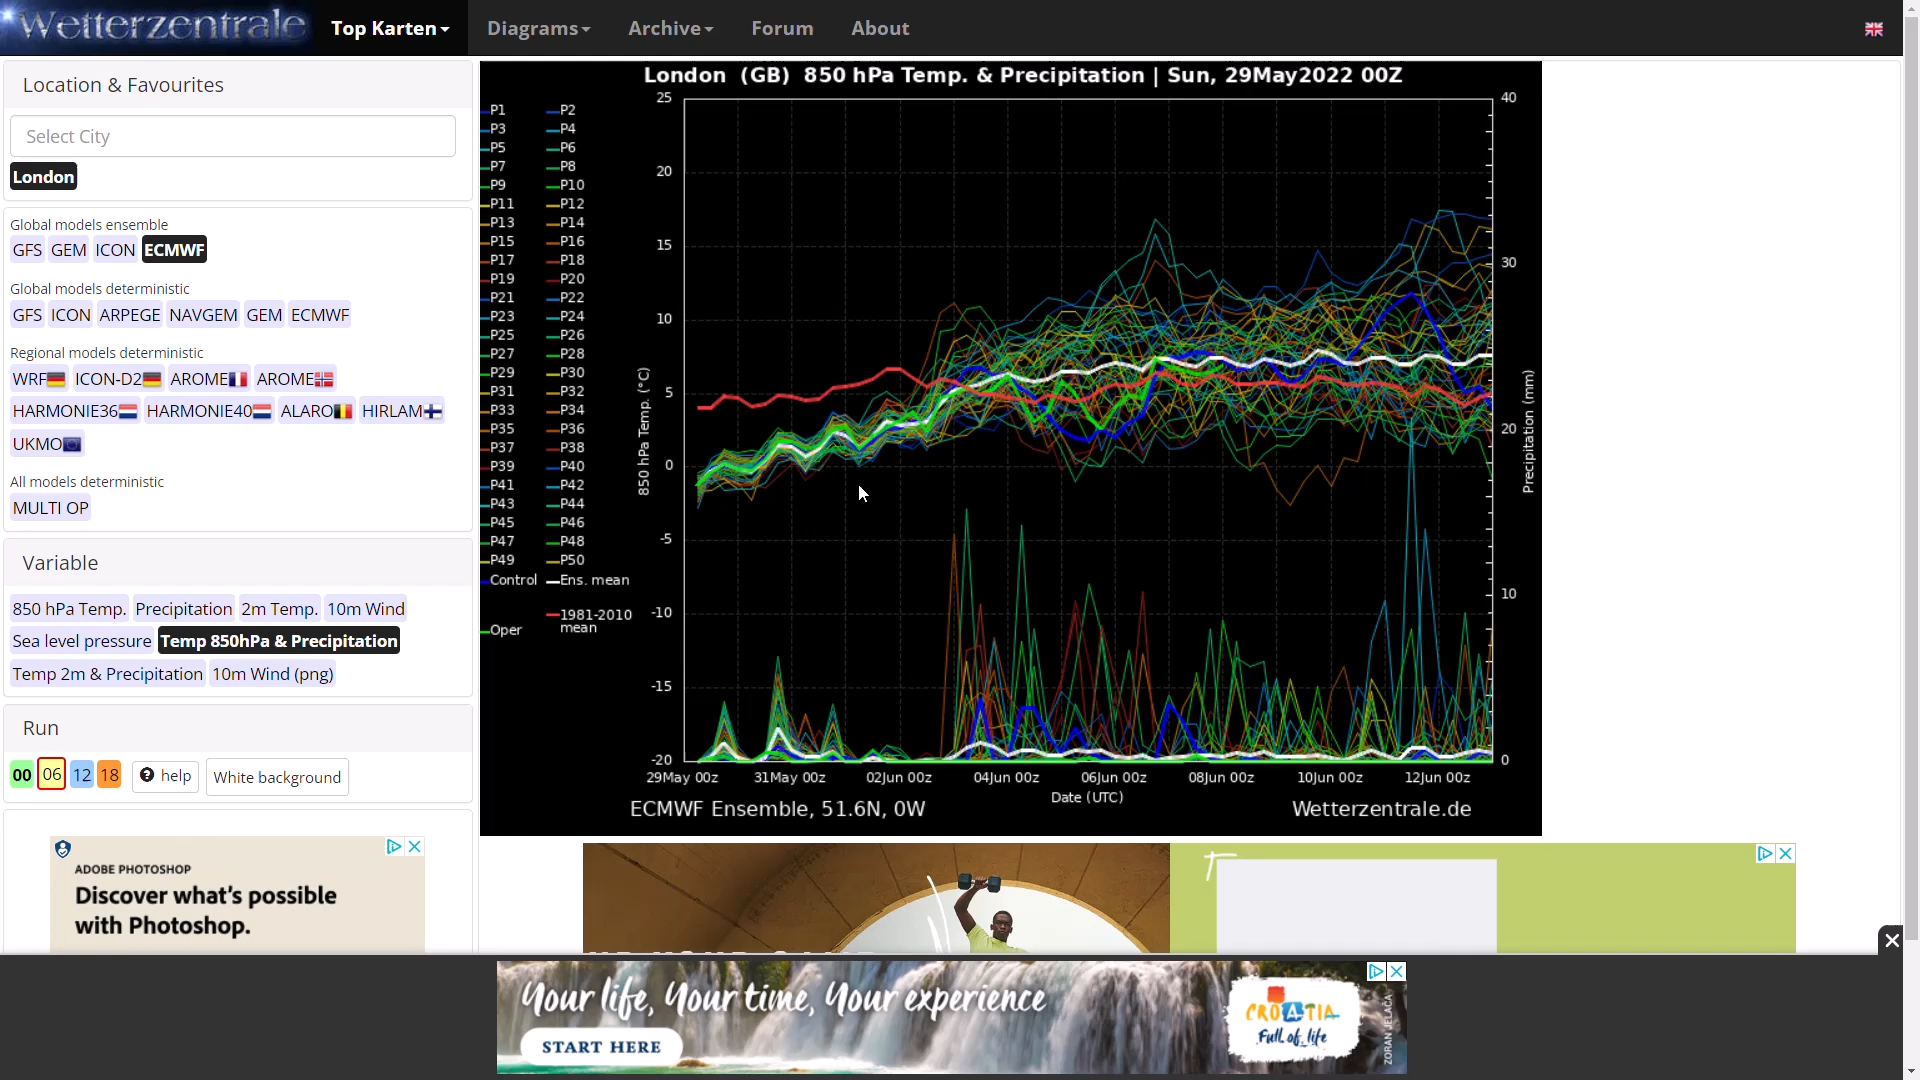 Wetterzentrale
Top Karten
Diagrams
Archive
Forum
About
Location & Favourites
Select City
London
Global models ensemble
GFS GEM ICON ECMWF
Global models deterministic
GFS ICON ARPEGE NAVGEM GEM ECMWF
Regional models deterministic
WRF ICON-D2 AROME AROME
HARMONIE36 HARMONIE40 ALARO HIRLAM
UKMO
All models deterministic
MULTI OP
Variable
850 hPa Temp. Precipitation 2m Temp. 10m Wind
Sea level pressure Temp 850hPa & Precipitation
Temp 2m & Precipitation 10m Wind (png)
Run
00 06 12 18 help White background
ADOBE PHOTOSHOP
Discover what's possible
with Photoshop.
London (GB) 850 hPa Temp. & Precipitation | Sun, 29May2022 00Z
P1 P2
P3 P4
P5 P6
P7 P8
P9 P10
P11 P12
P13 P14
P15 P16
P17 P18
P19 P20
P21 P22
P23 P24
P25 P26
P27 P28
P29 P30
P31 P32
P33 P34
P35 P36
P37 P38
P39 P40
P41 P42
P43 P44
P45 P46
P47 P48
P49 P50
Control Ens. mean
1981-2010
mean
Oper
850 hPa Temp. (°C)
25
20
15
10
5
0
-5
-10
-15
-20
40
30
20
10
0
Precipitation (mm)
29May 00z 31May 00z 02Jun 00z 04Jun 00z 06Jun 00z 08Jun 00z 10Jun 00z 12Jun 00z
Date (UTC)
ECMWF Ensemble, 51.6N, 0W
Wetterzentrale.de
Your life, Your time, Your experience
START HERE
CROATIA
Full of life
ZORAN JELAČA